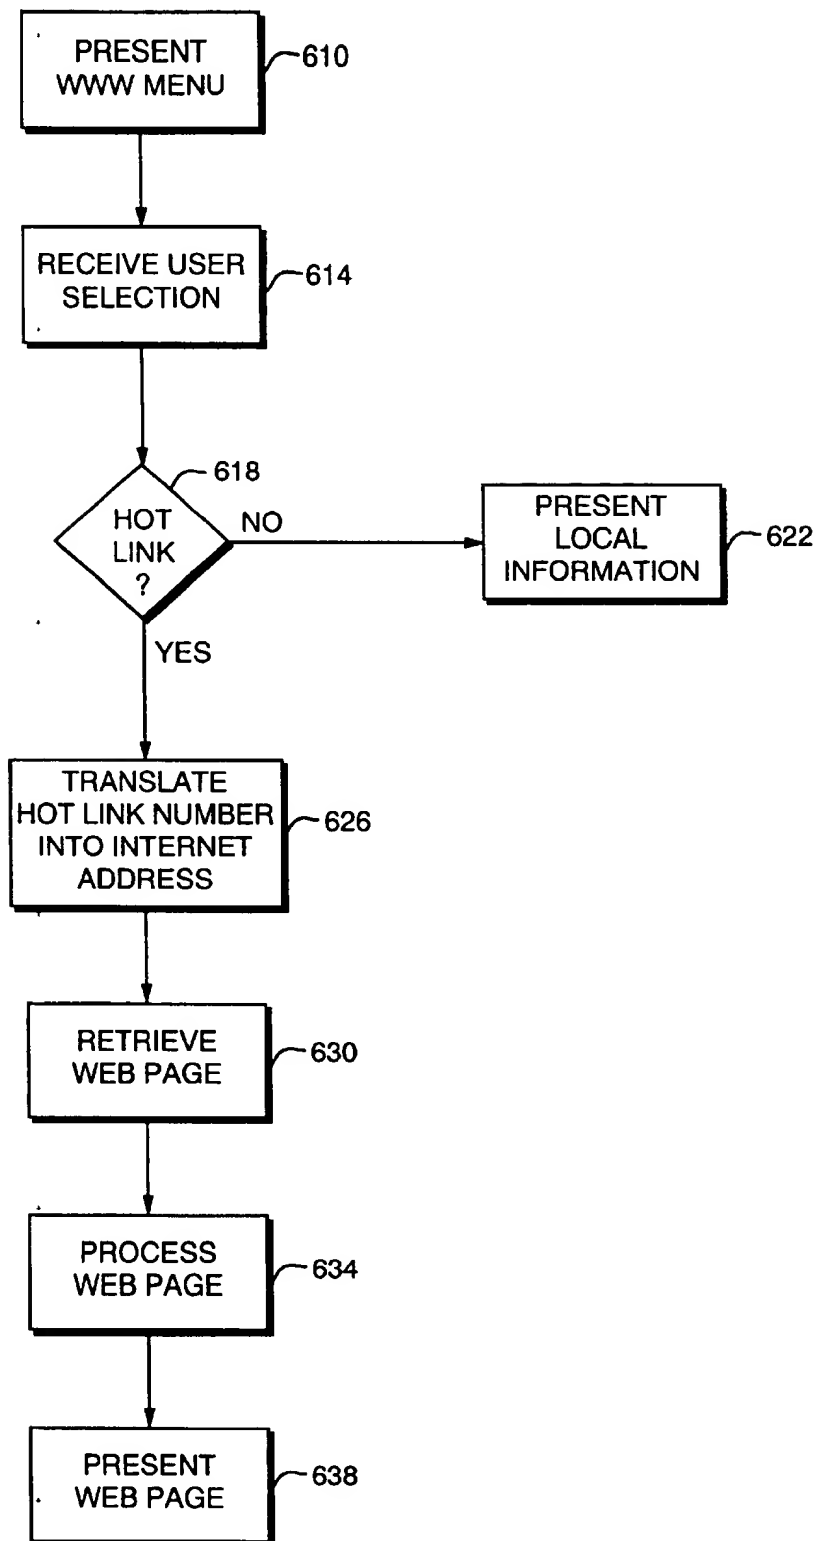 PRESENT
WWW MENU
610
RECEIVE USER
SELECTION
614
618
HOT
LINK
?
NO
PRESENT
LOCAL
INFORMATION
622
YES
TRANSLATE
HOT LINK NUMBER
INTO INTERNET
ADDRESS
626
RETRIEVE
WEB PAGE
630
PROCESS
WEB PAGE
634
PRESENT
WEB PAGE
638